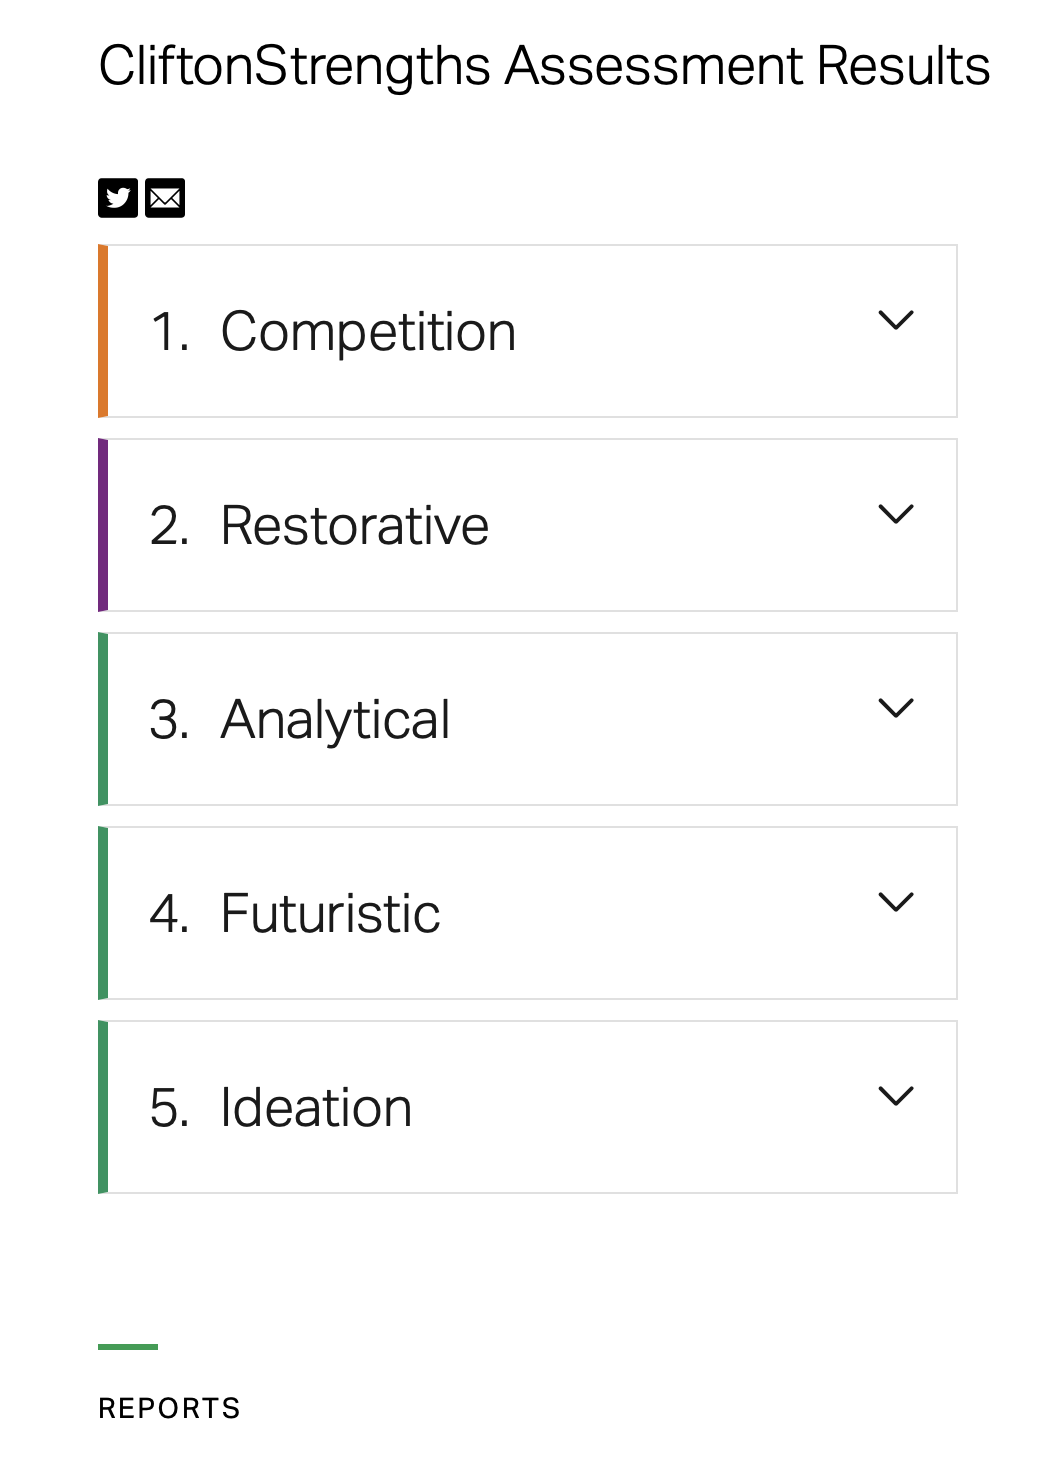 CliftonStrengths Assessment Results
1. Competition
2. Restorative
3. Analytical
4. Futuristic
5. Ideation
REPORTS